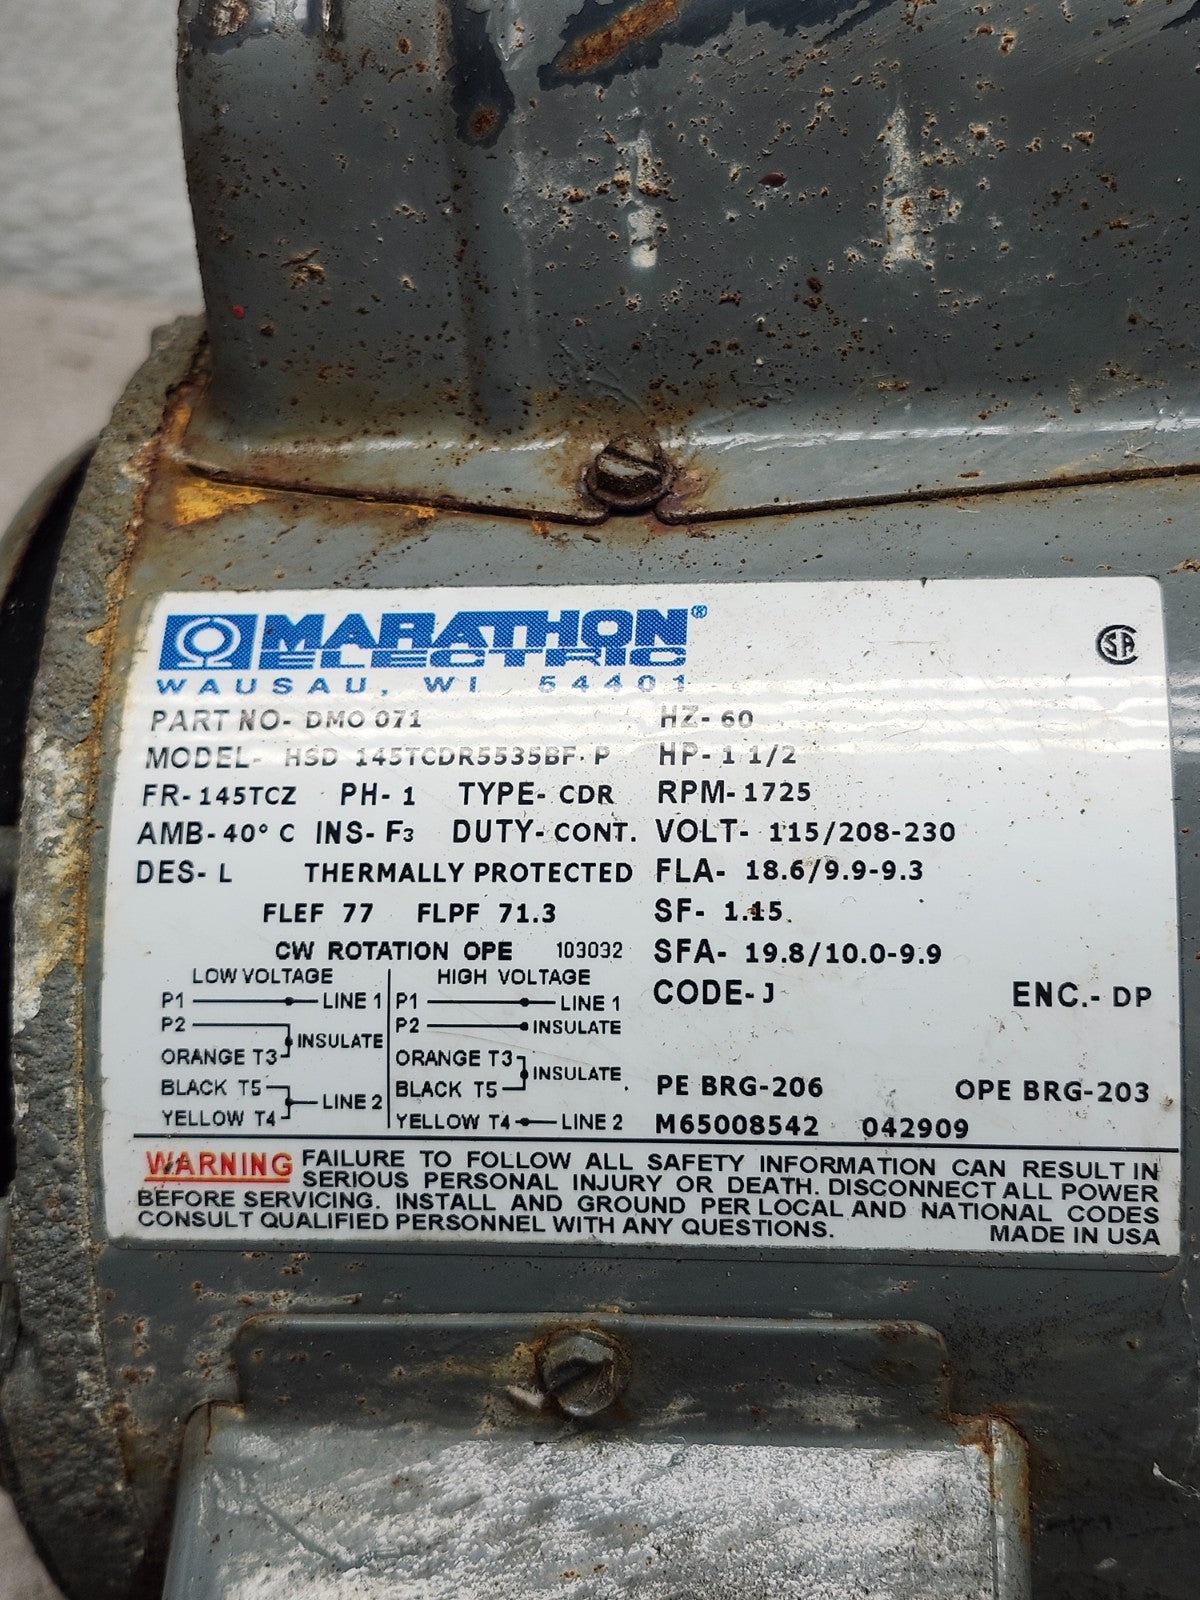 MARATHON®
ELECTRIC
WAUSAU, WI 54401
SA
PART NO- DMO 071 HZ- 60
MODEL- HSD 145TCDR5535BF·P HP- 1 1/2
FR- 145TCZ PH- 1 TYPE- CDR RPM- 1725
AMB- 40° C INS- F3 DUTY- CONT. VOLT- 115/208-230
DES- L THERMALLY PROTECTED FLA- 18.6/9.9-9.3
FLEF 77 FLPF 71.3 SF- 1.15
CW ROTATION OPE 103032 SFA- 19.8/10.0-9.9
CODE- J ENC.- DP
LOW VOLTAGE
P1 LINE 1
P2
INSULATE
ORANGE T3
BLACK T5
LINE 2
YELLOW T4
HIGH VOLTAGE
P1 LINE 1
P2 INSULATE
ORANGE T3
INSULATE
BLACK T5
YELLOW T4 LINE 2
PE BRG-206 OPE BRG-203
M65008542 042909
WARNING FAILURE TO FOLLOW ALL SAFETY INFORMATION CAN RESULT IN
SERIOUS PERSONAL INJURY OR DEATH. DISCONNECT ALL POWER
BEFORE SERVICING. INSTALL AND GROUND PER LOCAL AND NATIONAL CODES
CONSULT QUALIFIED PERSONNEL WITH ANY QUESTIONS. MADE IN USA